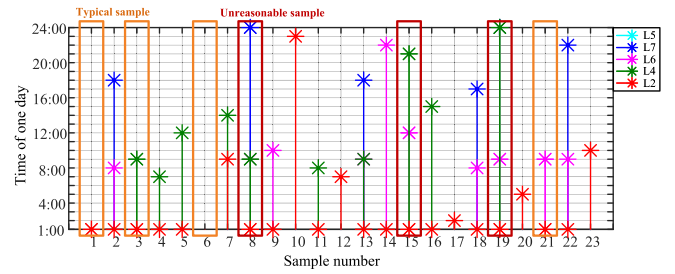 Typical sample
Unreasonable sample
24:00
20:00
16:00
12:00
8:00
4:00
1:00
Time of one day
L5
L7
L6
L4
L2
1 2 3 4 5 6 7 8 9 10 11 12 13 14 15 16 17 18 19 20 21 22 23
Sample number